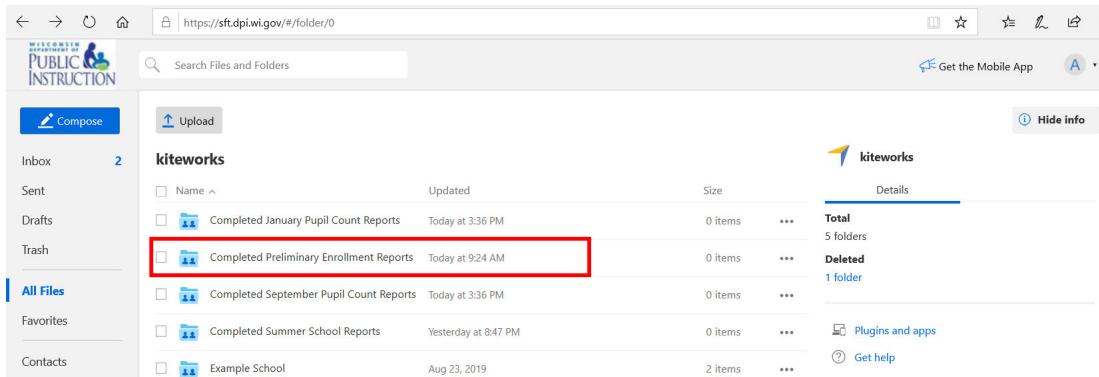 https://sft.dpi.wi.gov/#/folder/0
WISCONSIN
DEPARTMENT OF
PUBLIC
INSTRUCTION
Search Files and Folders
Get the Mobile App
A
Compose
Upload
Hide info
Inbox 2
kiteworks
kiteworks
Sent
Name Updated Size
Details
Drafts
Completed January Pupil Count Reports Today at 3:36 PM 0 items
Total
5 folders
Trash
Completed Preliminary Enrollment Reports Today at 9:24 AM 0 items
Deleted
1 folder
All Files
Completed September Pupil Count Reports Today at 3:36 PM 0 items
Favorites
Completed Summer School Reports Yesterday at 8:47 PM 0 items
Plugins and apps
Get help
Contacts
Example School Aug 23, 2019 2 items